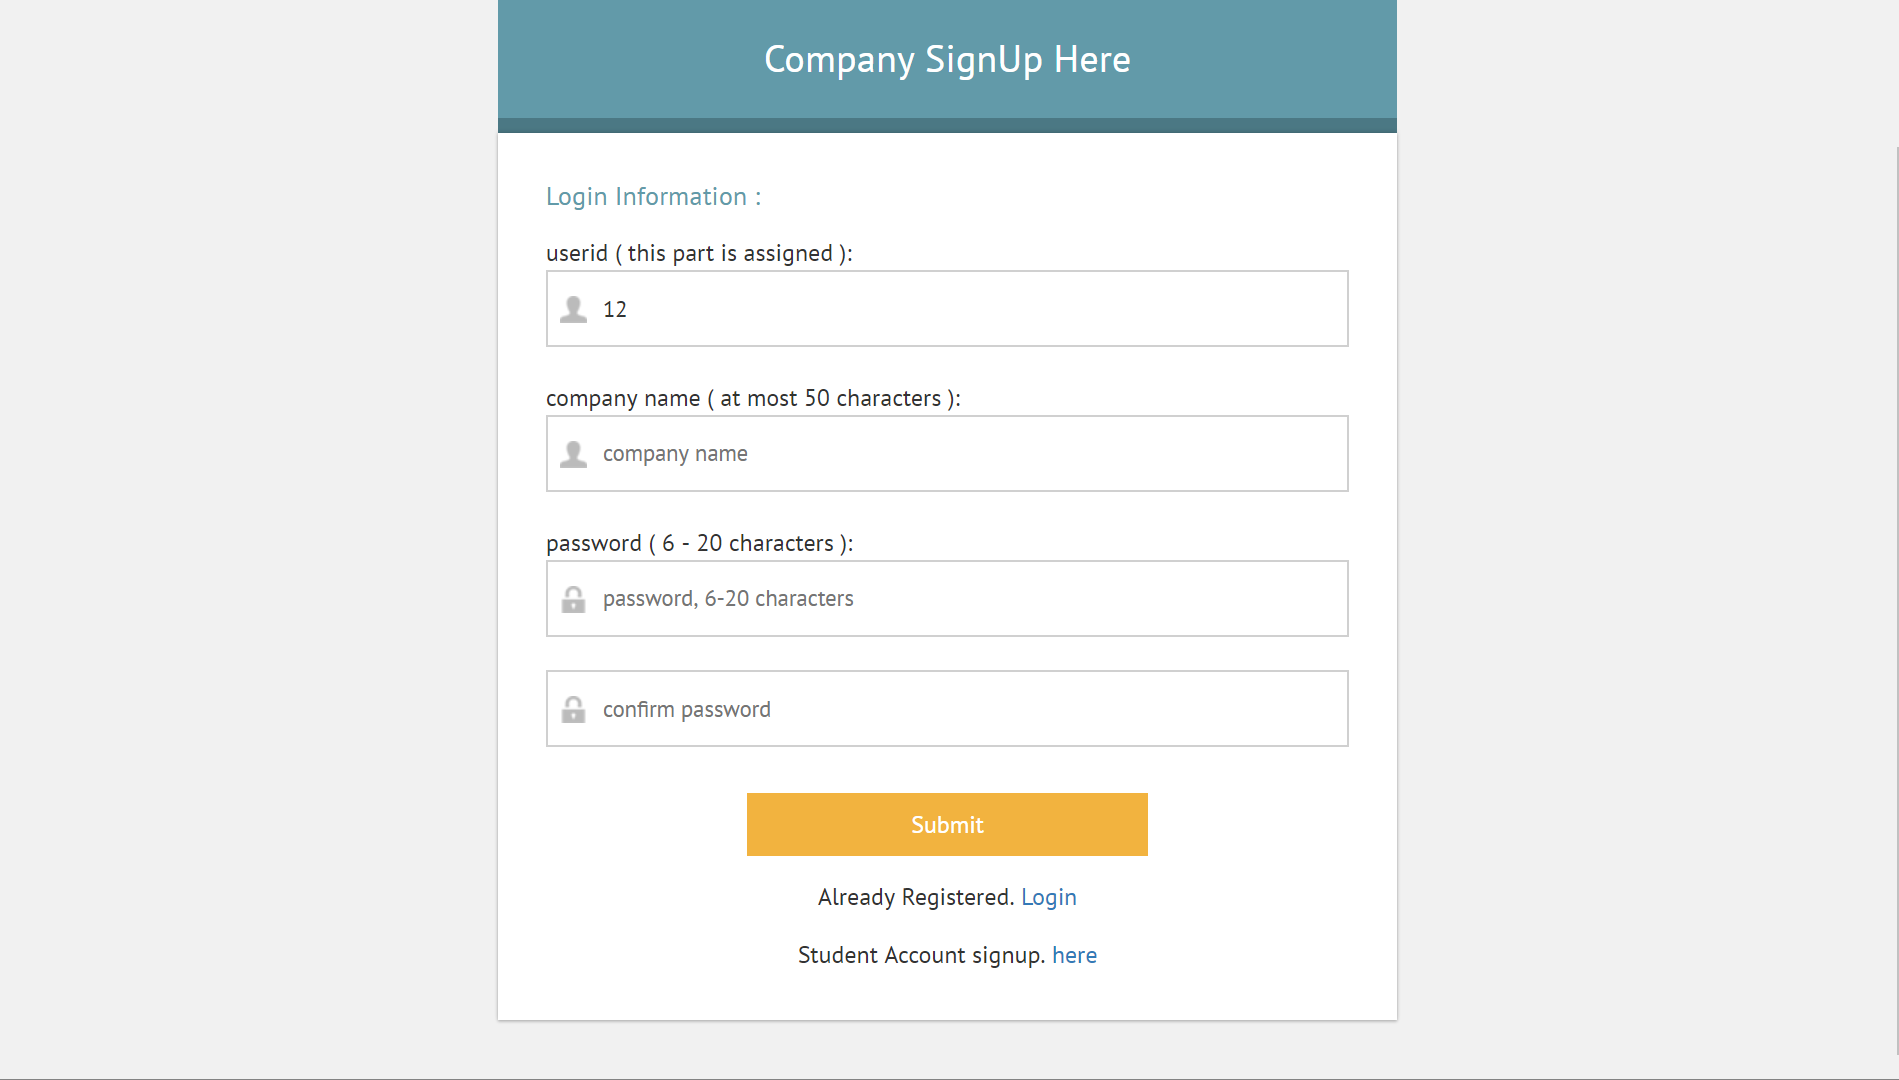 Company SignUp Here
Login Information :
userid ( this part is assigned ):
12
company name ( at most 50 characters ):
company name
password ( 6 - 20 characters ):
password, 6-20 characters
confirm password
Submit
Already Registered. Login
Student Account signup. here